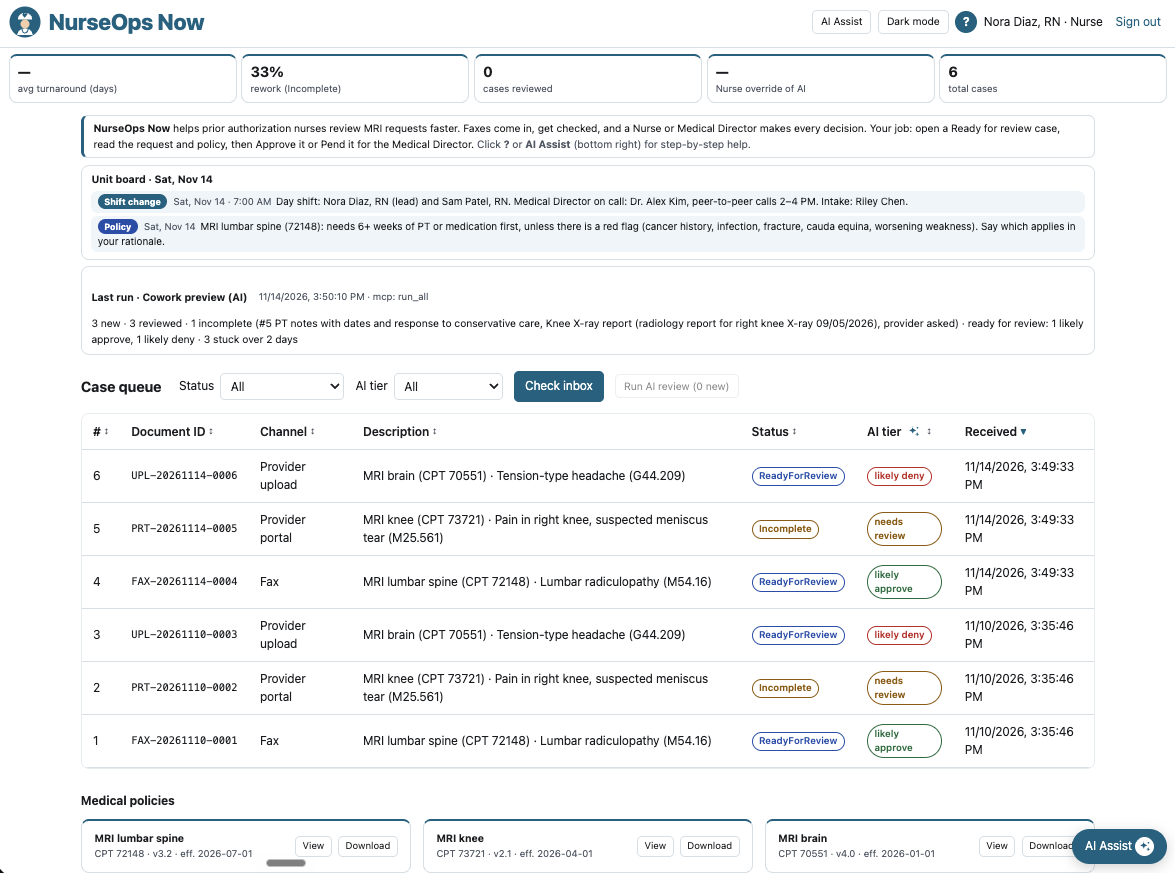 NurseOps Now
AI Assist
Dark mode
?
Nora Diaz, RN · Nurse
Sign out
—
avg turnaround (days)
33%
rework (Incomplete)
0
cases reviewed
—
Nurse override of AI
6
total cases
NurseOps Now helps prior authorization nurses review MRI requests faster. Faxes come in, get checked, and a Nurse or Medical Director makes every decision. Your job: open a Ready for review case,
read the request and policy, then Approve it or Pend it for the Medical Director. Click ? or AI Assist (bottom right) for step-by-step help.
Unit board · Sat, Nov 14
Shift change Sat, Nov 14 · 7:00 AM Day shift: Nora Diaz, RN (lead) and Sam Patel, RN. Medical Director on call: Dr. Alex Kim, peer-to-peer calls 2–4 PM. Intake: Riley Chen.
Policy Sat, Nov 14 MRI lumbar spine (72148): needs 6+ weeks of PT or medication first, unless there is a red flag (cancer history, infection, fracture, cauda equina, worsening weakness). Say which applies in
your rationale.
Last run · Cowork preview (AI) 11/14/2026, 3:50:10 PM · mcp: run_all
3 new · 3 reviewed · 1 incomplete (#5 PT notes with dates and response to conservative care, Knee X-ray report (radiology report for right knee X-ray 09/05/2026), provider asked) · ready for review: 1 likely
approve, 1 likely deny · 3 stuck over 2 days
Case queue
Status
All
AI tier
All
Check inbox
Run AI review (0 new)
# ↕ Document ID ↕ Channel ↕ Description ↕ Status ↕ AI tier ↕ Received ▼
6 UPL-20261114-0006 Provider upload MRI brain (CPT 70551) · Tension-type headache (G44.209) ReadyForReview likely deny 11/14/2026, 3:49:33 PM
5 PRT-20261114-0005 Provider portal MRI knee (CPT 73721) · Pain in right knee, suspected meniscus tear (M25.561) Incomplete needs review 11/14/2026, 3:49:33 PM
4 FAX-20261114-0004 Fax MRI lumbar spine (CPT 72148) · Lumbar radiculopathy (M54.16) ReadyForReview likely approve 11/14/2026, 3:49:33 PM
3 UPL-20261110-0003 Provider upload MRI brain (CPT 70551) · Tension-type headache (G44.209) ReadyForReview likely deny 11/10/2026, 3:35:46 PM
2 PRT-20261110-0002 Provider portal MRI knee (CPT 73721) · Pain in right knee, suspected meniscus tear (M25.561) Incomplete needs review 11/10/2026, 3:35:46 PM
1 FAX-20261110-0001 Fax MRI lumbar spine (CPT 72148) · Lumbar radiculopathy (M54.16) ReadyForReview likely approve 11/10/2026, 3:35:46 PM
Medical policies
MRI lumbar spine
CPT 72148 · v3.2 · eff. 2026-07-01
View
Download
MRI knee
CPT 73721 · v2.1 · eff. 2026-04-01
View
Download
MRI brain
CPT 70551 · v4.0 · eff. 2026-01-01
View
Download
AI Assist